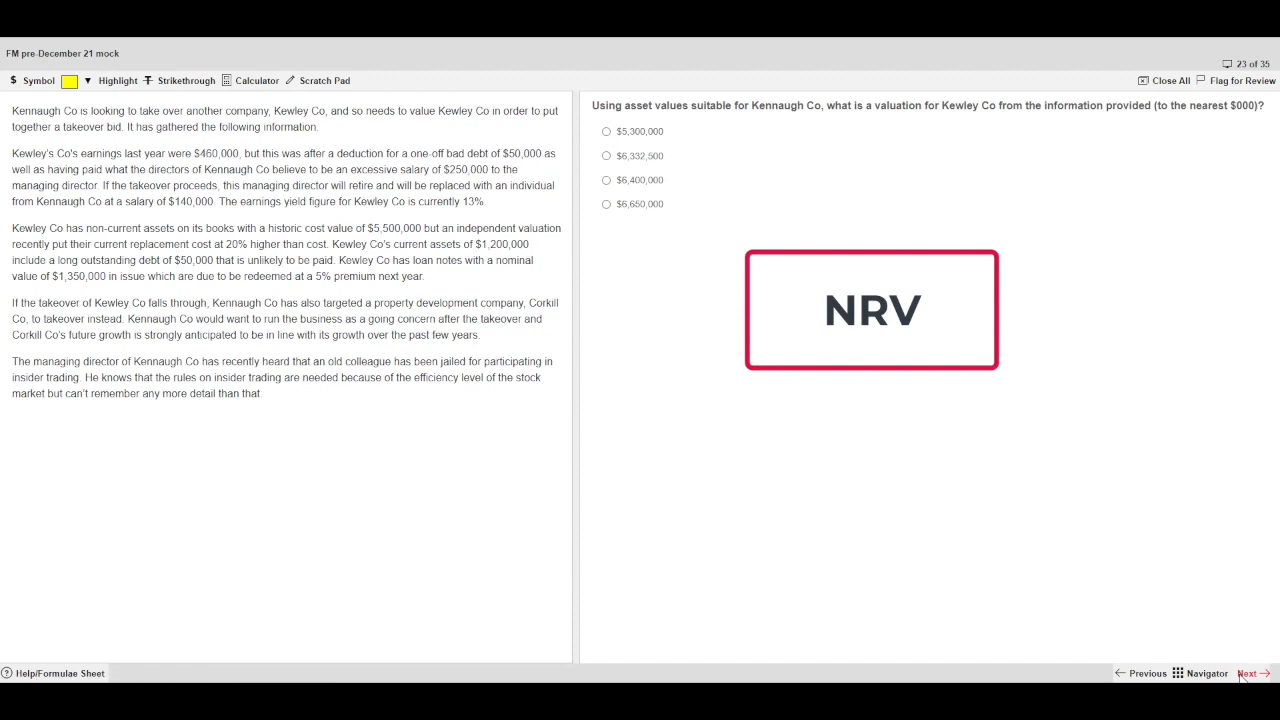 FM pre-December 21 mock
23 of 35
$ Symbol Highlight Strikethrough Calculator Scratch Pad
Close All Flag for Review
Kennaugh Co is looking to take over another company, Kewley Co, and so needs to value Kewley Co in order to put
together a takeover bid. It has gathered the following information.
Kewley's Co's earnings last year were $460,000, but this was after a deduction for a one-off bad debt of $50,000 as
well as having paid what the directors of Kennaugh Co believe to be an excessive salary of $250,000 to the
managing director. If the takeover proceeds, this managing director will retire and will be replaced with an individual
from Kennaugh Co at a salary of $140,000. The earnings yield figure for Kewley Co is currently 13%.
Kewley Co has non-current assets on its books with a historic cost value of $5,500,000 but an independent valuation
recently put their current replacement cost at 20% higher than cost. Kewley Co's current assets of $1,200,000
include a long outstanding debt of $50,000 that is unlikely to be paid. Kewley Co has loan notes with a nominal
value of $1,350,000 in issue which are due to be redeemed at a 5% premium next year.
If the takeover of Kewley Co falls through, Kennaugh Co has also targeted a property development company, Corkill
Co, to takeover instead. Kennaugh Co would want to run the business as a going concern after the takeover and
Corkill Co's future growth is strongly anticipated to be in line with its growth over the past few years.
The managing director of Kennaugh Co has recently heard that an old colleague has been jailed for participating in
insider trading. He knows that the rules on insider trading are needed because of the efficiency level of the stock
market but can't remember any more detail than that.
Using asset values suitable for Kennaugh Co, what is a valuation for Kewley Co from the information provided (to the nearest $000)?
$5,300,000
$6,332,500
$6,400,000
$6,650,000
NRV
? Help/Formulae Sheet
Previous Navigator Next